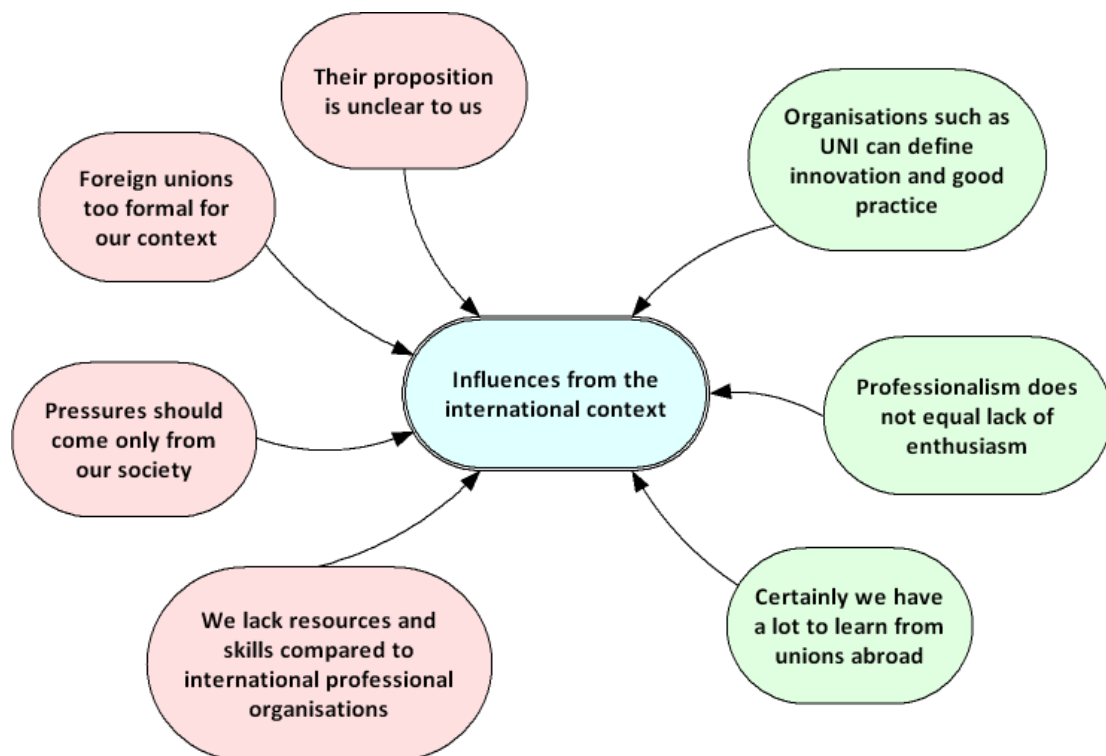 Their proposition
is unclear to us
Organisations such as
UNI can define
innovation and good
practice
Foreign unions
too formal for
our context
Influences from the
international context
Professionalism does
not equal lack of
enthusiasm
Pressures should
come only from
our society
Certainly we have
a lot to learn from
unions abroad
We lack resources and
skills compared to
international professional
organisations